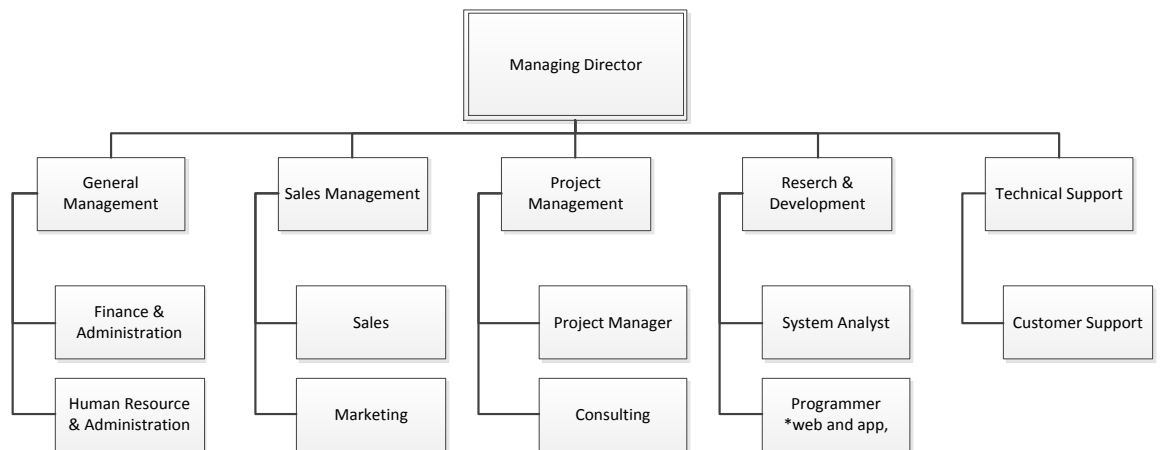 Managing Director
General
Management
Sales Management
Project
Management
Reserch &
Development
Technical Support
Finance &
Administration
Sales
Project Manager
System Analyst
Customer Support
Human Resource
& Administration
Marketing
Consulting
Programmer
*web and app,